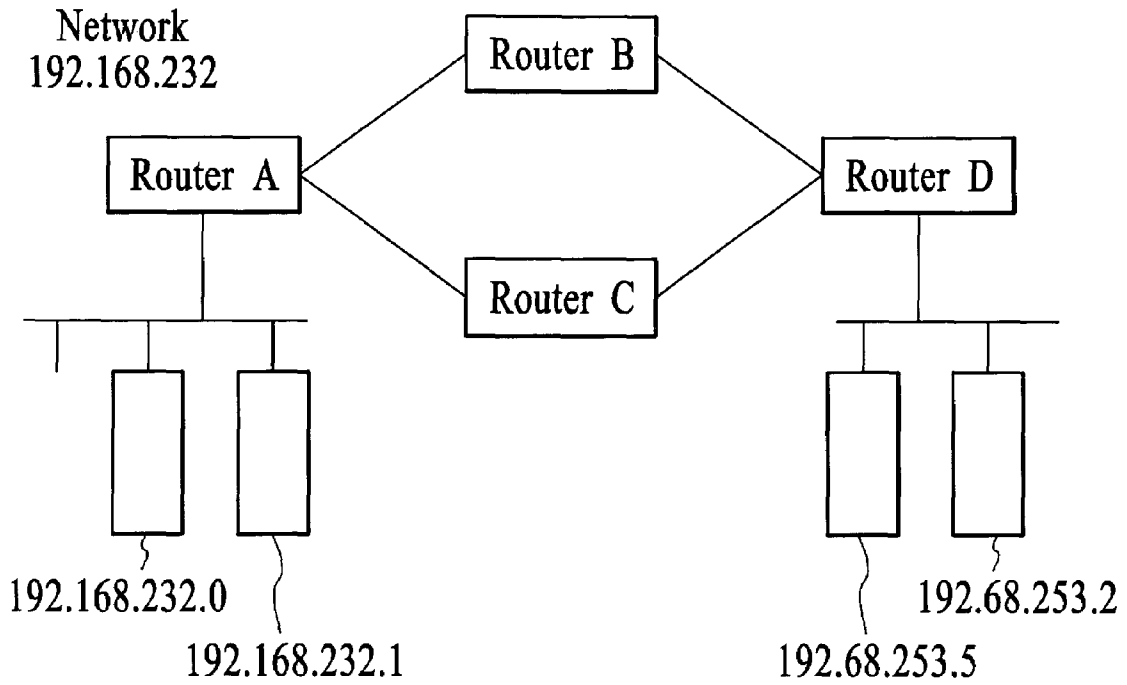 Network
192.168.232
Router B
Router A
Router D
Router C
192.168.232.0
192.68.253.2
192.168.232.1
192.68.253.5